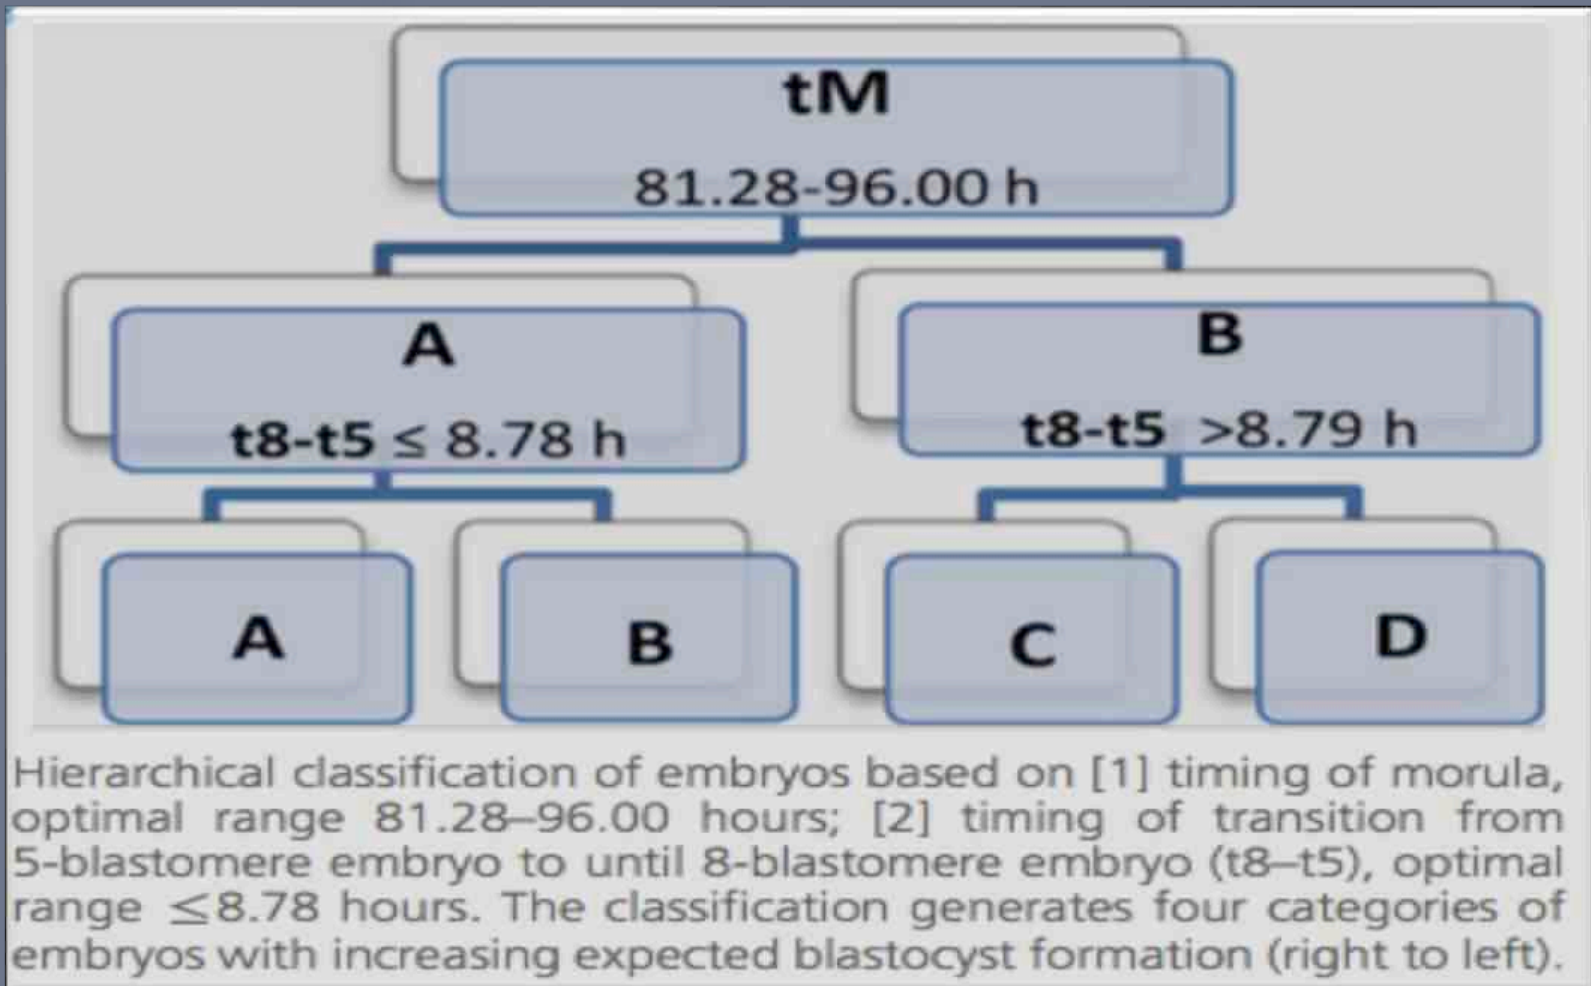 tM
81.28-96.00 h
A
t8-t5 ≤ 8.78 h
B
t8-t5 >8.79 h
A
B
C
D
Hierarchical classification of embryos based on [1] timing of morula,
optimal range 81.28–96.00 hours; [2] timing of transition from
5-blastomere embryo to until 8-blastomere embryo (t8–t5), optimal
range ≤8.78 hours. The classification generates four categories of
embryos with increasing expected blastocyst formation (right to left).